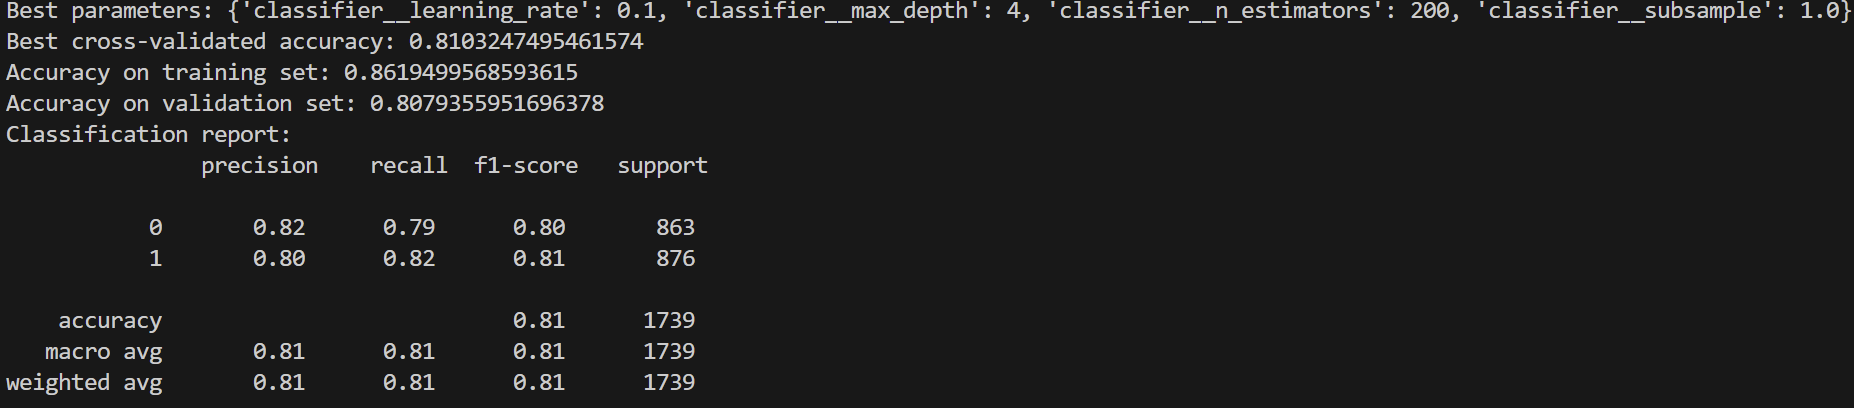 Best parameters: {'classifier__learning_rate': 0.1, 'classifier__max_depth': 4, 'classifier__n_estimators': 200, 'classifier__subsample': 1.0}
Best cross-validated accuracy: 0.8103247495461574
Accuracy on training set: 0.8619499568593615
Accuracy on validation set: 0.8079355951696378
Classification report:
              precision    recall  f1-score   support

           0       0.82      0.79      0.80       863
           1       0.80      0.82      0.81       876

    accuracy                           0.81      1739
   macro avg       0.81      0.81      0.81      1739
weighted avg       0.81      0.81      0.81      1739